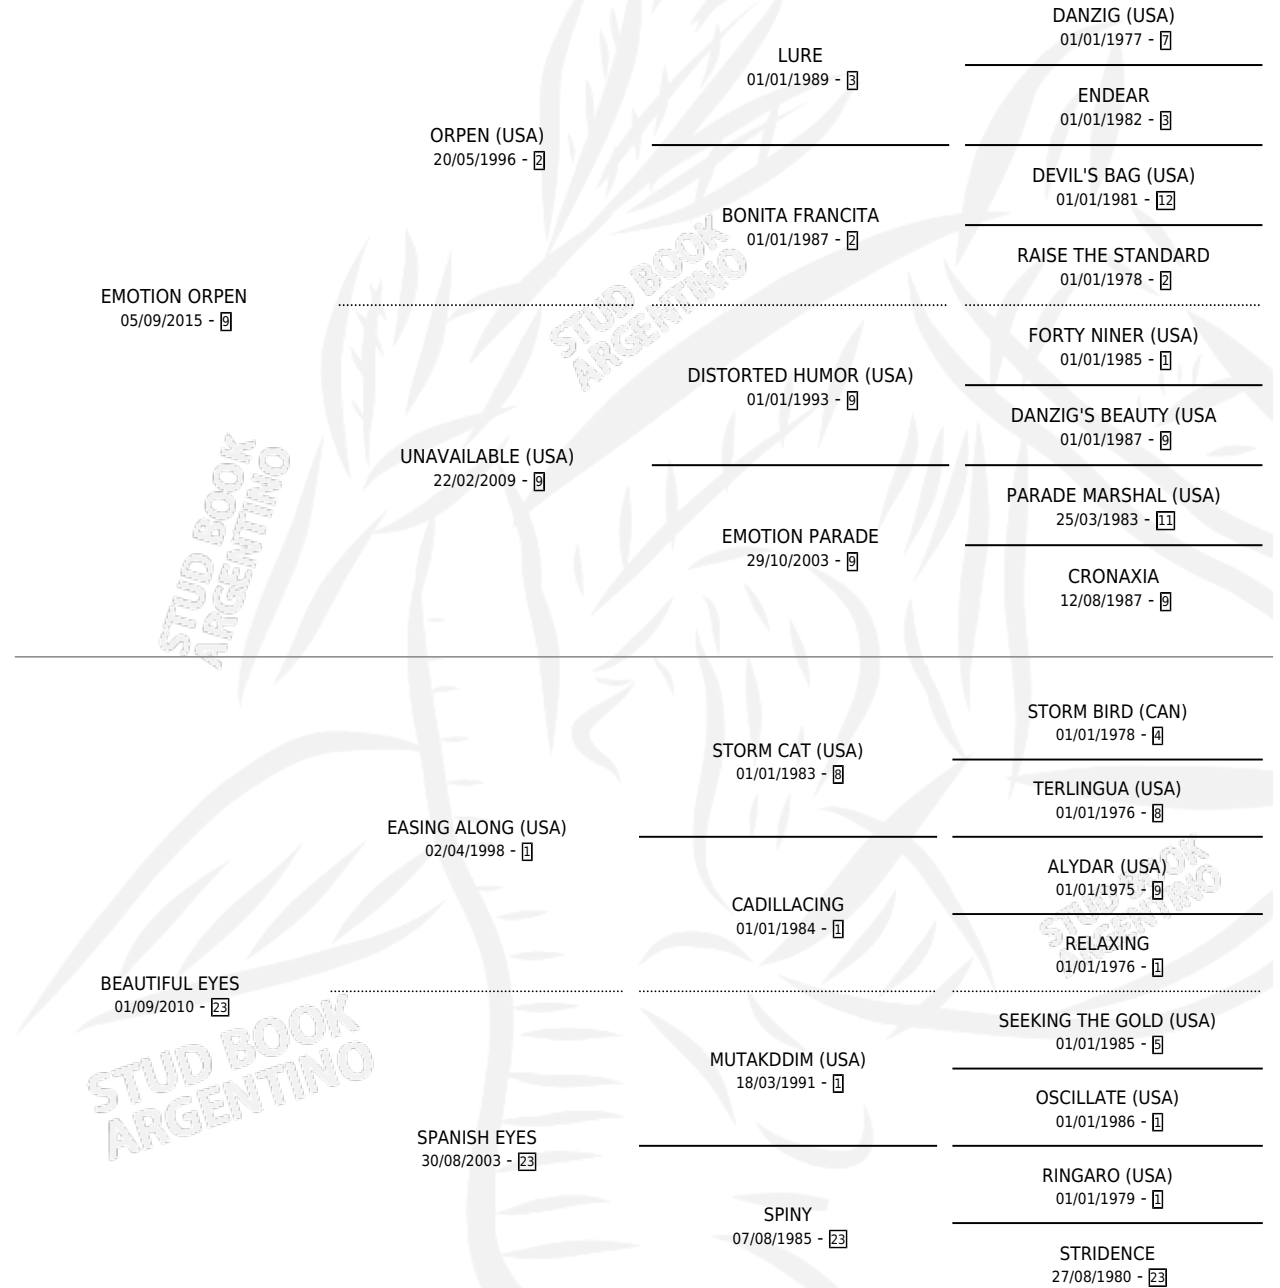 DANZIG (USA)
01/01/1977 - 7
LURE
01/01/1989 - 3
ENDEAR
01/01/1982 - 3
ORPEN (USA)
20/05/1996 - 2
DEVIL'S BAG (USA)
01/01/1981 - 12
BONITA FRANCITA
01/01/1987 - 2
RAISE THE STANDARD
01/01/1978 - 2
EMOTION ORPEN
05/09/2015 - 9
FORTY NINER (USA)
01/01/1985 - 1
DISTORTED HUMOR (USA)
01/01/1993 - 9
DANZIG'S BEAUTY (USA
01/01/1987 - 9
UNAVAILABLE (USA)
22/02/2009 - 9
PARADE MARSHAL (USA)
25/03/1983 - 11
EMOTION PARADE
29/10/2003 - 9
CRONAXIA
12/08/1987 - 9
STORM BIRD (CAN)
01/01/1978 - 4
STORM CAT (USA)
01/01/1983 - 8
TERLINGUA (USA)
01/01/1976 - 8
EASING ALONG (USA)
02/04/1998 - 1
ALYDAR (USA)
01/01/1975 - 9
CADILLACING
01/01/1984 - 1
RELAXING
01/01/1976 - 1
BEAUTIFUL EYES
01/09/2010 - 23
SEEKING THE GOLD (USA)
01/01/1985 - 5
MUTAKDDIM (USA)
18/03/1991 - 1
OSCILLATE (USA)
01/01/1986 - 1
SPANISH EYES
30/08/2003 - 23
RINGARO (USA)
01/01/1979 - 1
SPINY
07/08/1985 - 23
STRIDENCE
27/08/1980 - 23
STUD BOOK
ARGENTINO
STUD BOOK
ARGENTINO
STUD BOOK
ARGENTINO
STUD BOOK
ARGENTINO